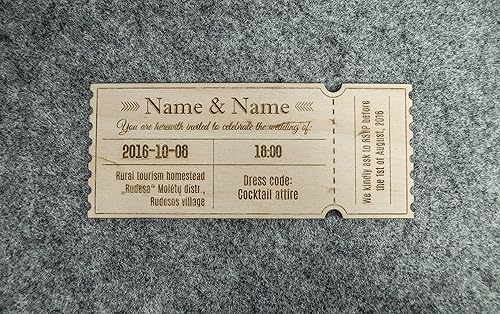 Name & Name
You are herewith invited to celebrate the wedding of:
2016-10-08
18:00
Rural tourism homestead
„Rudesa“ Molėtų distr.,
Rudesos village
Dress code:
Cocktail attire
We kindly ask to RSVP before
the 1st of August, 2016